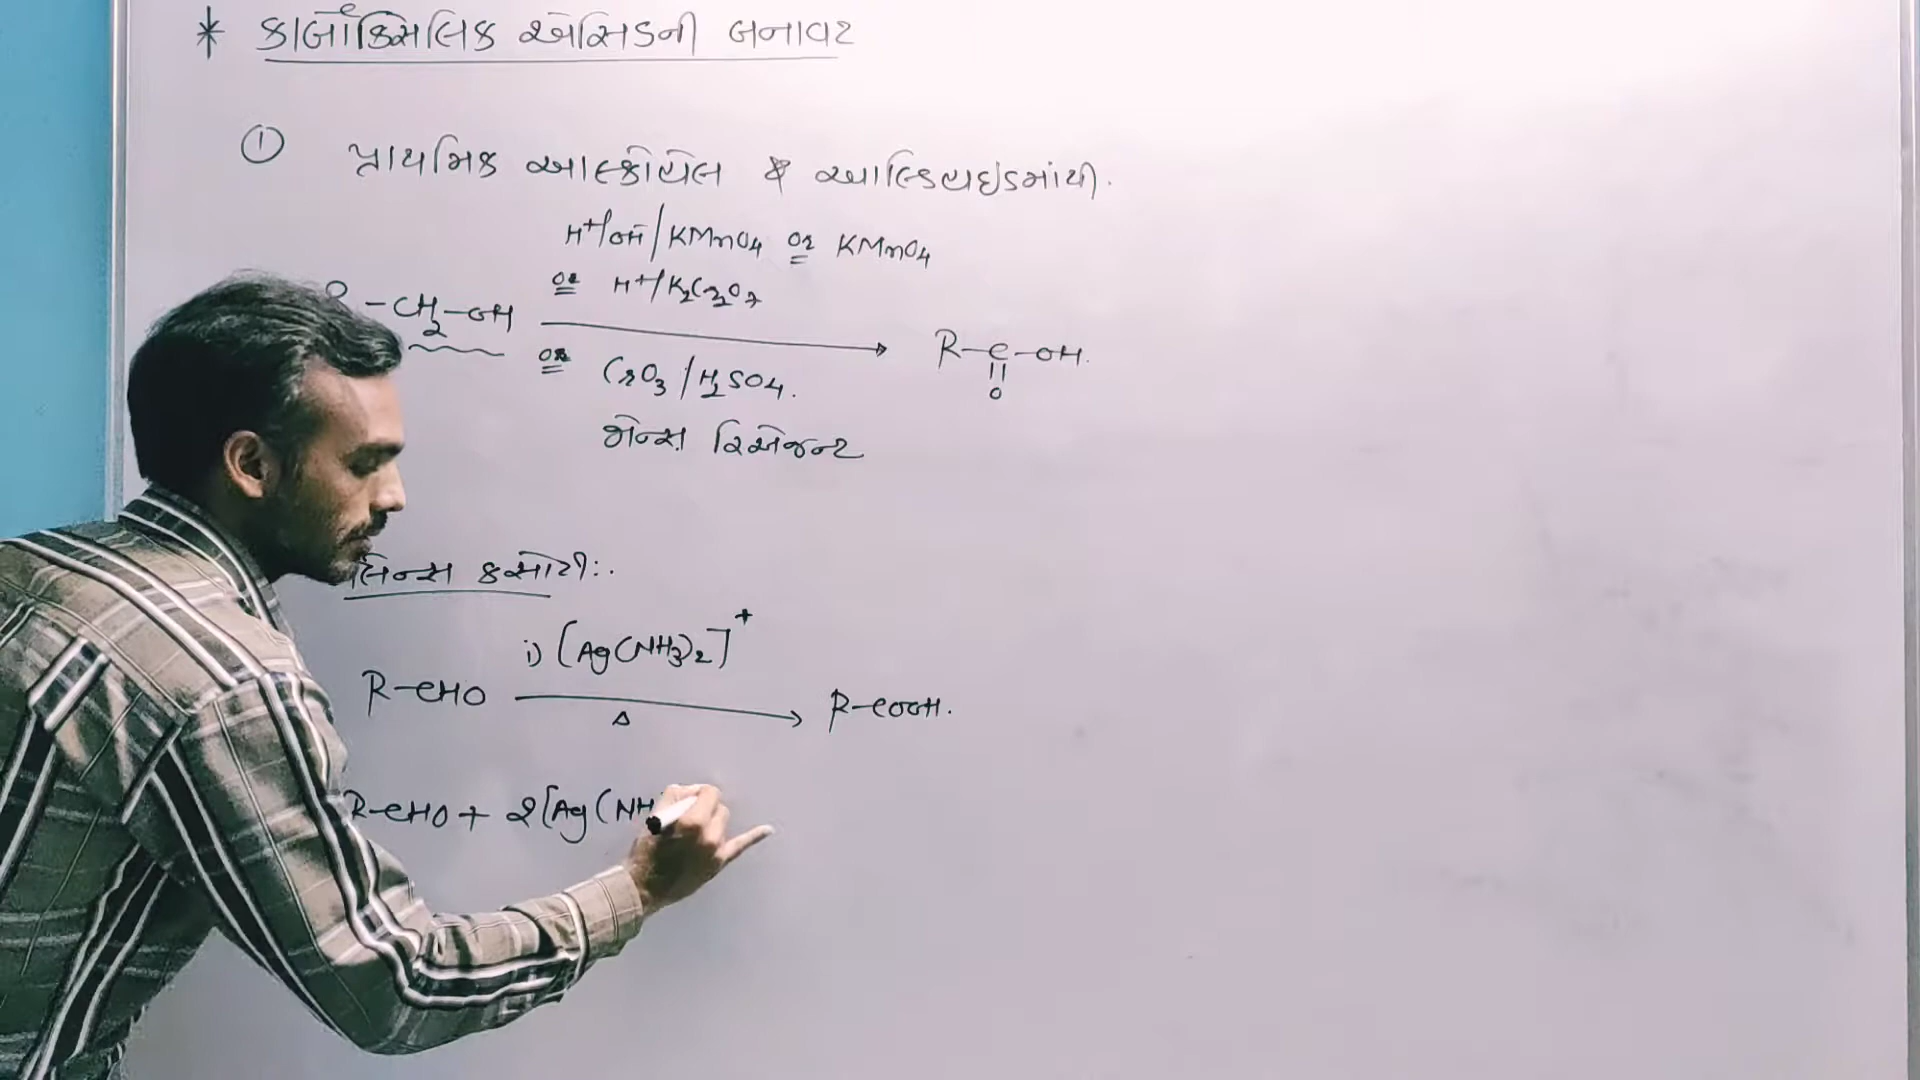 * કાર્બોક્સિલિક એસિડની બનાવટ
① પ્રાથમિક આલ્કોહોલ કે આલ્ડિહાઇડમાંથી.
H+/OH-/KMnO4 or KMnO4
or H+/K2Cr2O7
R-CH2-OH
R-C-OH.
or CrO3/H2SO4.
||
O
જોન્સ રિએજન્ટ
લેન્સ કસોટી:.
i) [Ag(NH3)2]+
R-CHO
Δ
R-COOH.
R-CHO + 2[Ag(NH